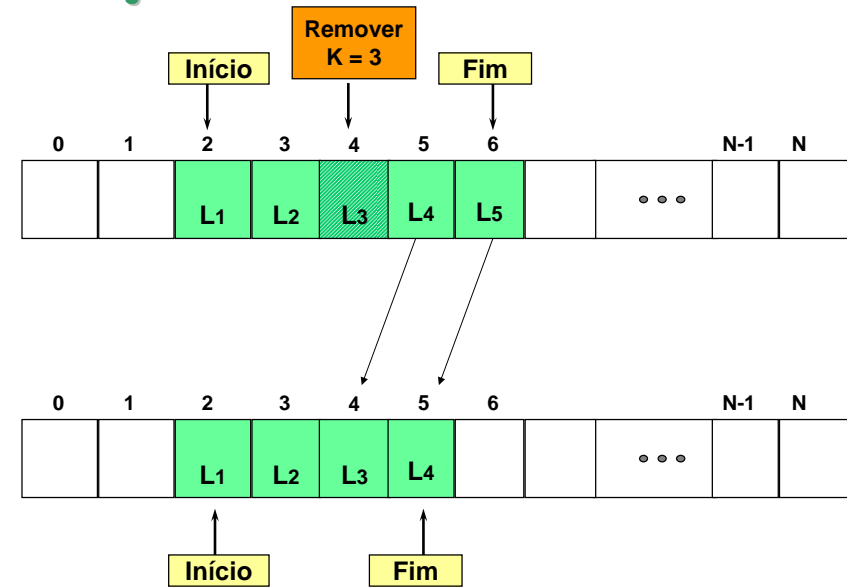 Remover
K = 3
Início
Fim
0 1 2 3 4 5 6 N-1 N
L1 L2 L3 L4 L5
0 1 2 3 4 5 6 N-1 N
L1 L2 L3 L4
Início
Fim